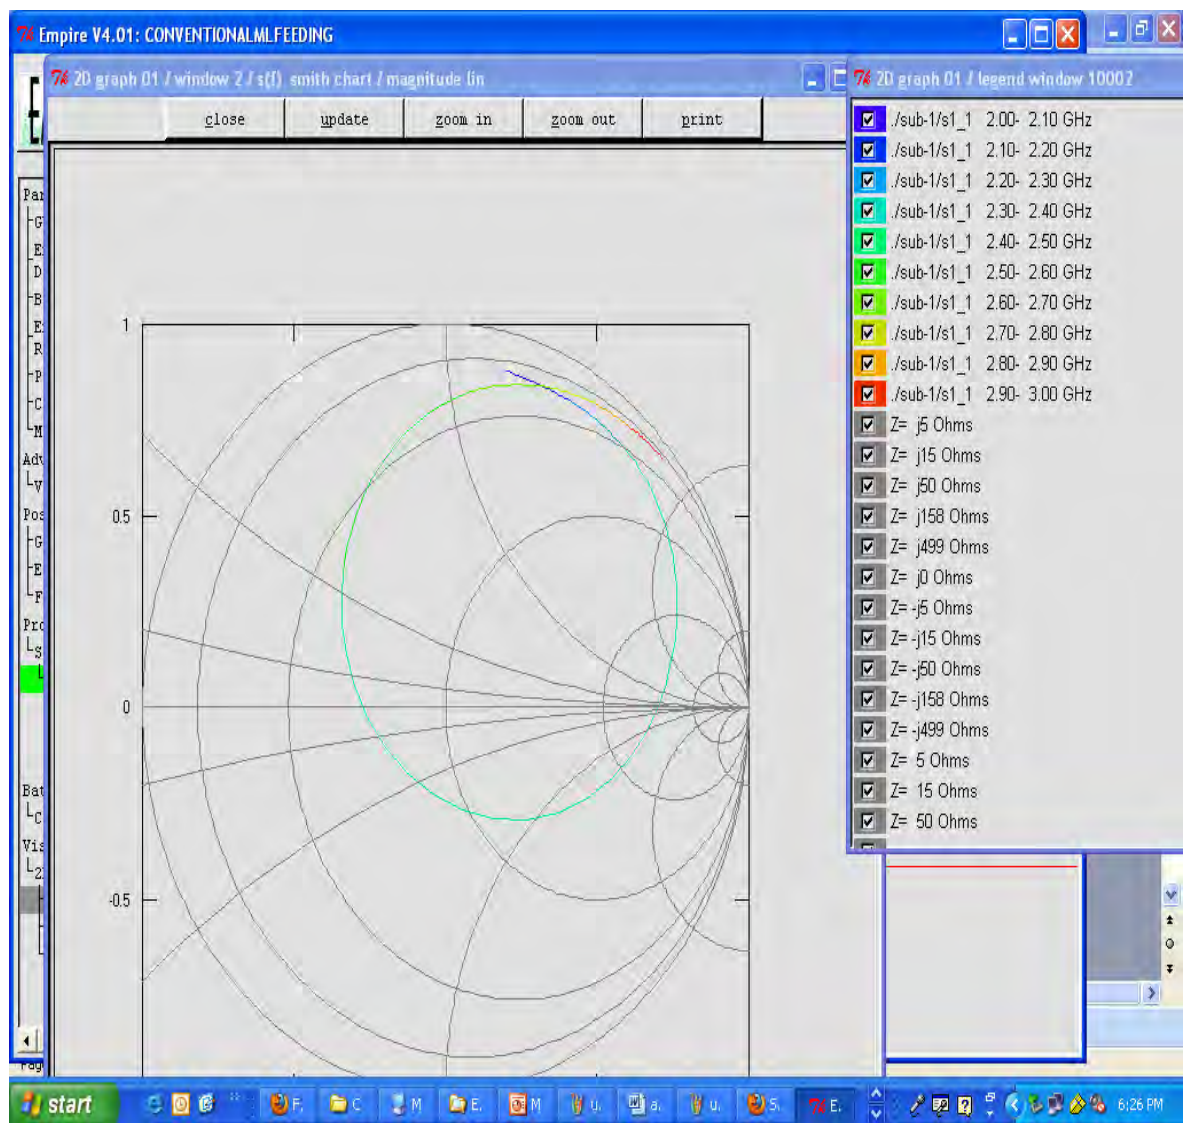 Empire V4.01: CONVENTIONALMLFEEDING
2D graph 01 / window 2 / s(f) smith chart / magnitude lin
close update zoom in zoom out print
2D graph 01 / legend window 10002
./sub-1/s1_1 2.00- 2.10 GHz
./sub-1/s1_1 2.10- 2.20 GHz
./sub-1/s1_1 2.20- 2.30 GHz
./sub-1/s1_1 2.30- 2.40 GHz
./sub-1/s1_1 2.40- 2.50 GHz
./sub-1/s1_1 2.50- 2.60 GHz
./sub-1/s1_1 2.60- 2.70 GHz
./sub-1/s1_1 2.70- 2.80 GHz
./sub-1/s1_1 2.80- 2.90 GHz
./sub-1/s1_1 2.90- 3.00 GHz
Z= j5 Ohms
Z= j15 Ohms
Z= j50 Ohms
Z= j158 Ohms
Z= j499 Ohms
Z= j0 Ohms
Z= -j5 Ohms
Z= -j15 Ohms
Z= -j50 Ohms
Z= -j158 Ohms
Z= -j499 Ohms
Z= 5 Ohms
Z= 15 Ohms
Z= 50 Ohms
Par
G
E
D
B
E
R
P
C
M
Adv
V
Pos
G
E
F
Pro
S
Bat
C
Vis
2
1
0.5
0
-0.5
start
F. C M E. M u. a. u. S. E.
6:26 PM